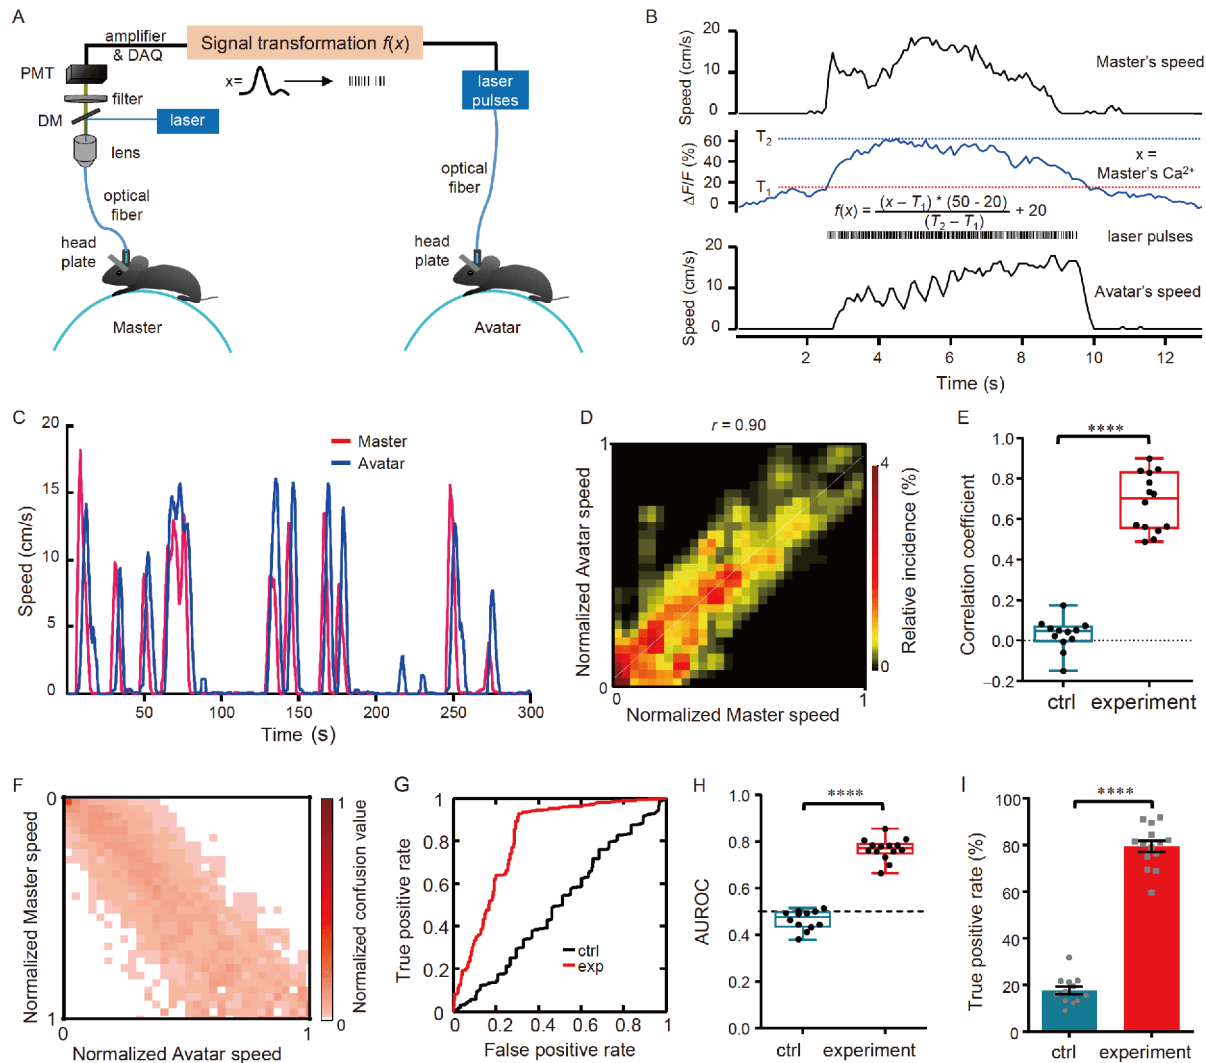 A
amplifier
& DAQ
Signal transformation f(x)
PMT
x=
filter
DM
laser
lens
laser
pulses
optical
fiber
optical
fiber
head
plate
head
plate
Master
Avatar
B
Speed (cm/s)
20
10
0
Master's speed
ΔF/F (%)
60
40
20
0
T2
T1
x =
Master's Ca2+
f(x) = (x – T1) * (50 - 20)
(T2 – T1)
+ 20
laser pulses
Speed (cm/s)
20
10
0
Avatar's speed
2 4 6 8 10 12
Time (s)
C
Speed (cm/s)
20
15
10
5
0
Master
Avatar
50 100 150 200 250 300
Time (s)
D
r = 0.90
Normalized Avatar speed
1
0
1
Normalized Master speed
4
0
Relative incidence (%)
E
Correlation coefficient
1.0
0.8
0.6
0.4
0.2
0.0
–0.2
****
ctrl experiment
F
Normalized Master speed
0
1
1
Normalized Avatar speed
1
0
Normalized confusion value
G
True positive rate
1
0.8
0.6
0.4
0.2
0
0 0.2 0.4 0.6 0.8 1
False positive rate
ctrl
exp
H
AUROC
1.0
0.8
0.6
0.4
0.2
0.0
****
ctrl experiment
I
True positive rate (%)
100
80
60
40
20
0
****
ctrl experiment